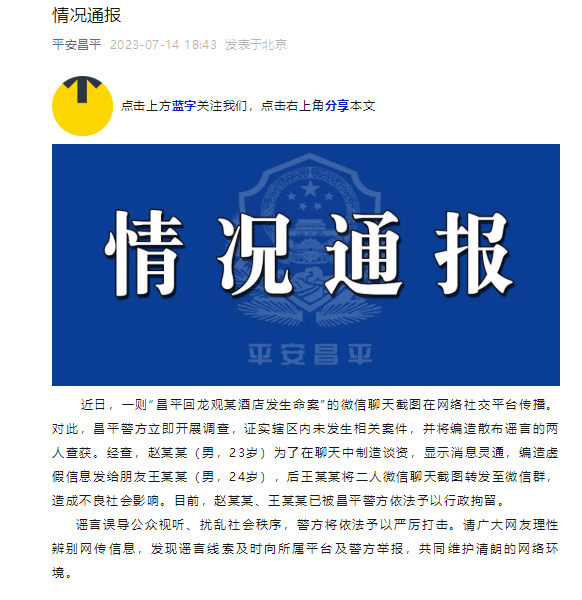 情况通报
平安昌平 2023-07-14 18:43 发表于北京
点击上方蓝字关注我们，点击右上角分享本文
情况通报
平安昌平
近日，一则“昌平回龙观某酒店发生命案”的微信聊天截图在网络社交平台传播。
对此，昌平警方立即开展调查，证实辖区内未发生相关案件，并将编造散布谣言的两
人查获。经查，赵某某（男，23岁）为了在聊天中制造谈资，显示消息灵通，编造虚
假信息发给朋友王某某（男，24岁），后王某某将二人微信聊天截图转发至微信群，
造成不良社会影响。目前，赵某某、王某某已被昌平警方依法予以行政拘留。
谣言误导公众视听、扰乱社会秩序，警方将依法予以严厉打击。请广大网友理性
辨别网传信息，发现谣言线索及时向所属平台及警方举报，共同维护清朗的网络环
境。